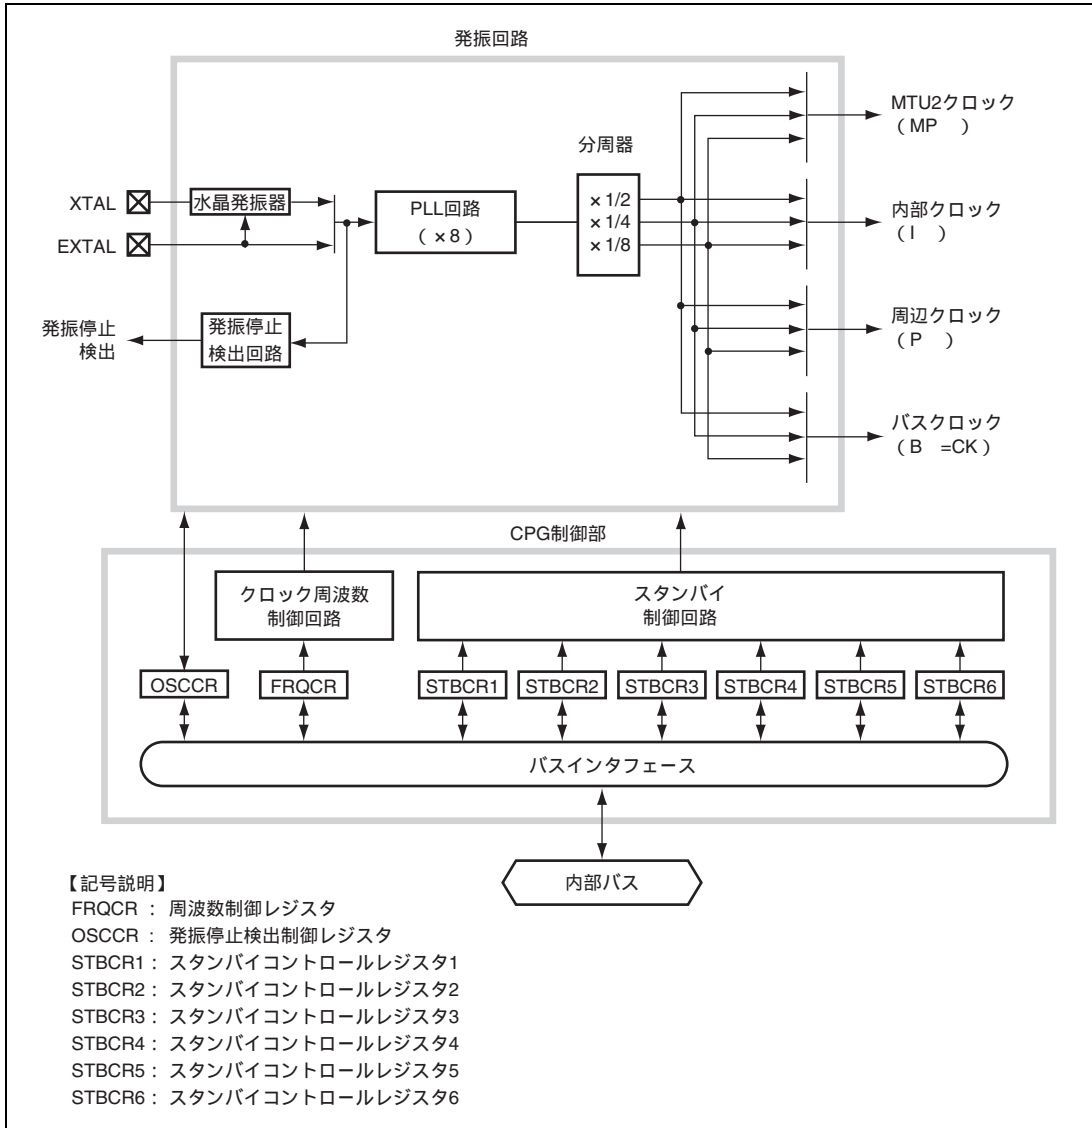 発振回路
MTU2クロック
（MP　）
分周器
XTAL
水晶発振器
PLL回路
（×8）
×1/2
×1/4
×1/8
内部クロック
（I　）
EXTAL
発振停止
検出
発振停止
検出回路
周辺クロック
（P　）
バスクロック
（B　=CK）
CPG制御部
クロック周波数
制御回路
スタンバイ
制御回路
OSCCR
FRQCR
STBCR1
STBCR2
STBCR3
STBCR4
STBCR5
STBCR6
バスインタフェース
内部バス
【記号説明】
FRQCR ： 周波数制御レジスタ
OSCCR ： 発振停止検出制御レジスタ
STBCR1： スタンバイコントロールレジスタ1
STBCR2： スタンバイコントロールレジスタ2
STBCR3： スタンバイコントロールレジスタ3
STBCR4： スタンバイコントロールレジスタ4
STBCR5： スタンバイコントロールレジスタ5
STBCR6： スタンバイコントロールレジスタ6